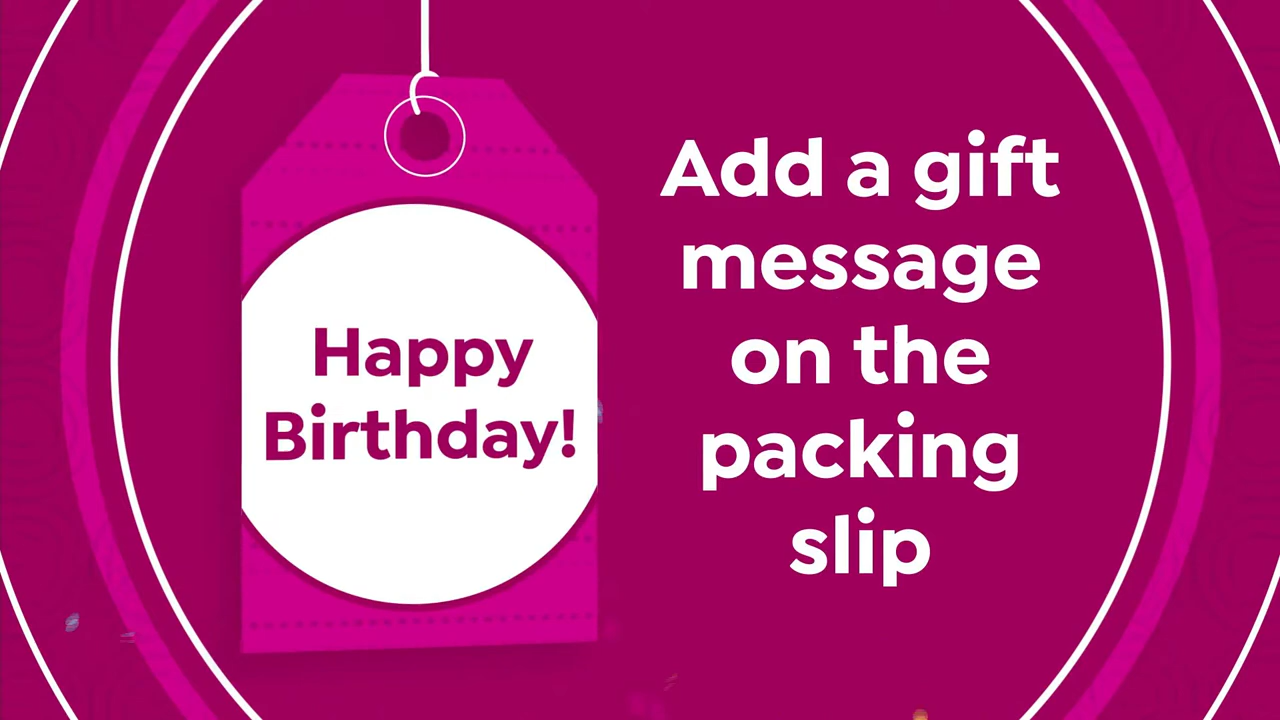 Happy
Birthday!
Add a gift
message
on the
packing
slip